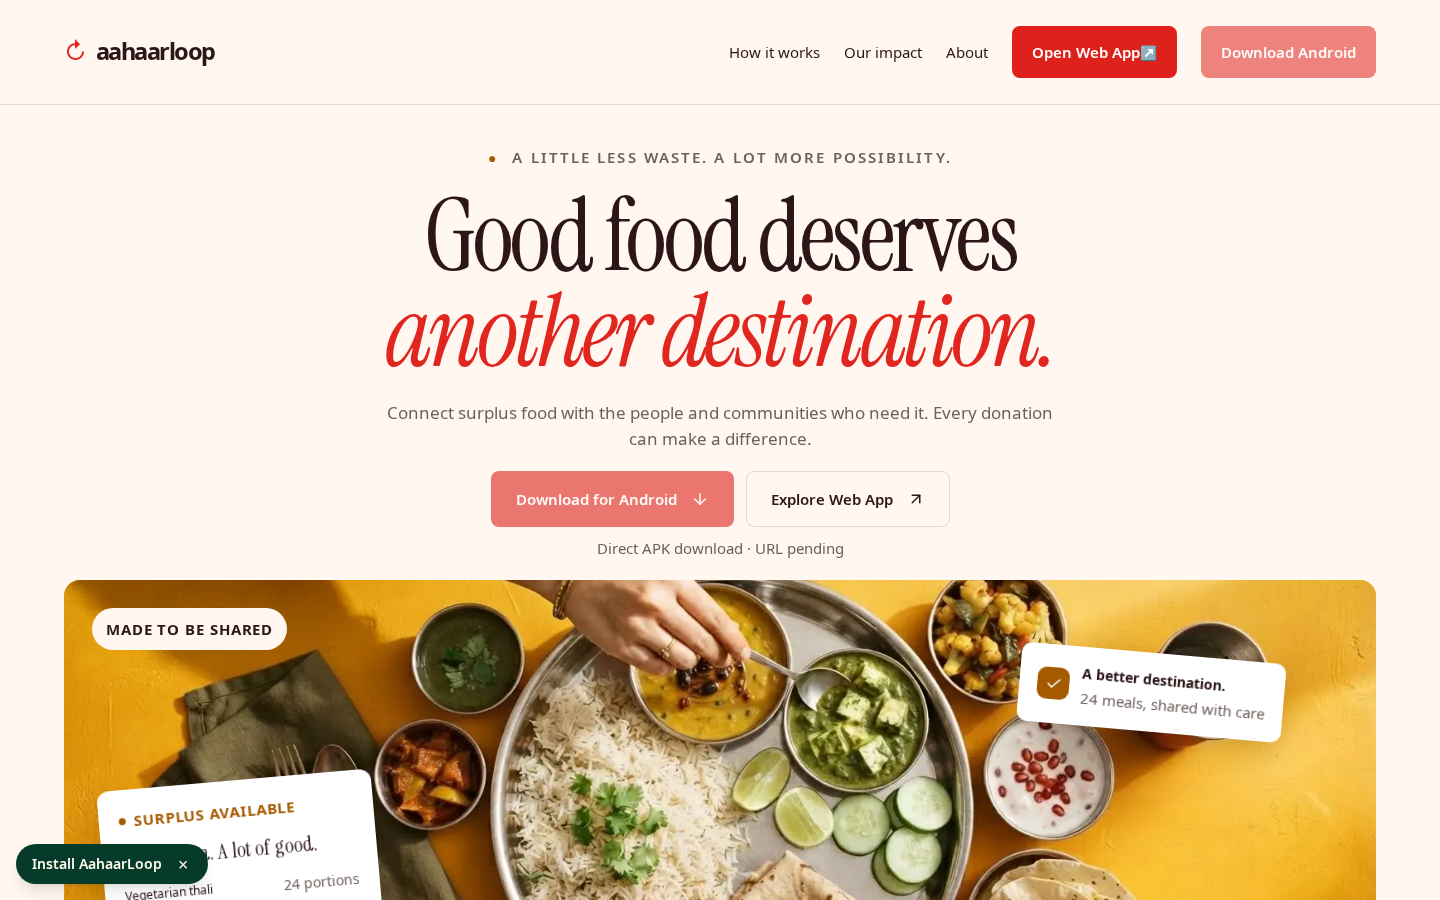 aahaarloop
How it works
Our impact
About
Open Web App↗
Download Android
A LITTLE LESS WASTE. A LOT MORE POSSIBILITY.
Good food deserves
another destination.
Connect surplus food with the people and communities who need it. Every donation
can make a difference.
Download for Android
Explore Web App
Direct APK download · URL pending
MADE TO BE SHARED
A better destination.
24 meals, shared with care
SURPLUS AVAILABLE
A lot of good.
Vegetarian thali
24 portions
Install AahaarLoop ×